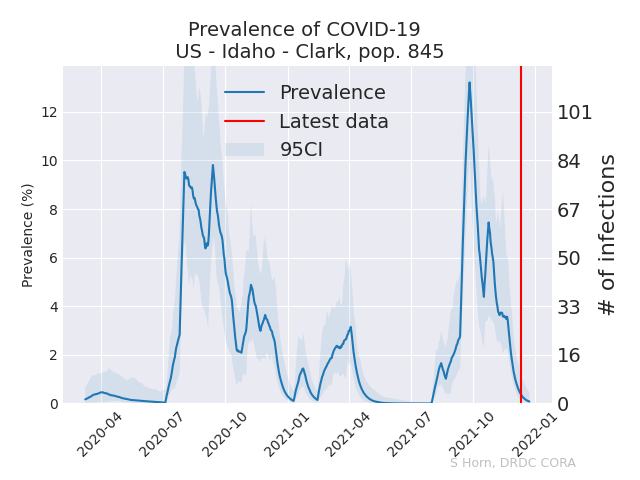 Prevalence of COVID-19
US - Idaho - Clark, pop. 845
Prevalence
Latest data
95CI
Prevalence (%)
12
10
8
6
4
2
0
# of infections
101
84
67
50
33
16
0
2020-04
2020-07
2020-10
2021-01
2021-04
2021-07
2021-10
2022-01
S Horn, DRDC CORA